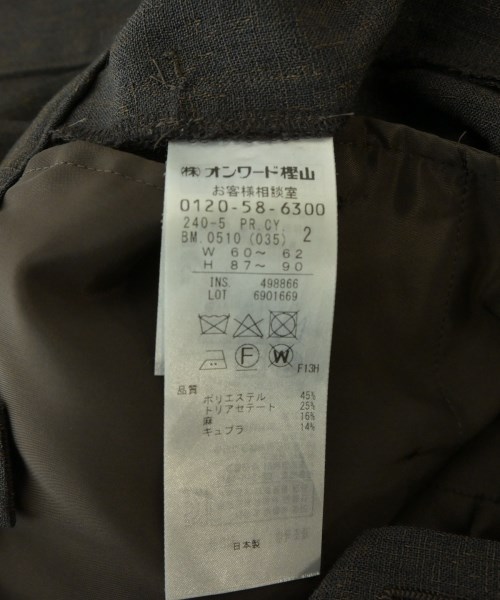 ㈱オンワード樫山
お客様相談室
0120-58-6300
240-5 PR.CY.
BM.0510 (035) 2
W 60～ 62
H 87～ 90
INS. 498866
LOT 6901669
F W F13H
品質
ポリエステル 45%
トリアセテート 25%
麻 16%
キュプラ 14%
日本製